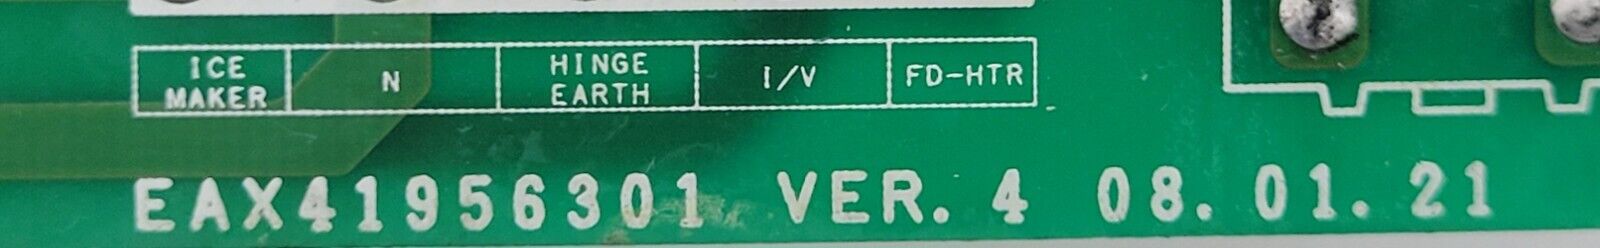 ICE MAKER
N
HINGE EARTH
I/V
FD-HTR
EAX41956301 VER. 4 08. 01. 21